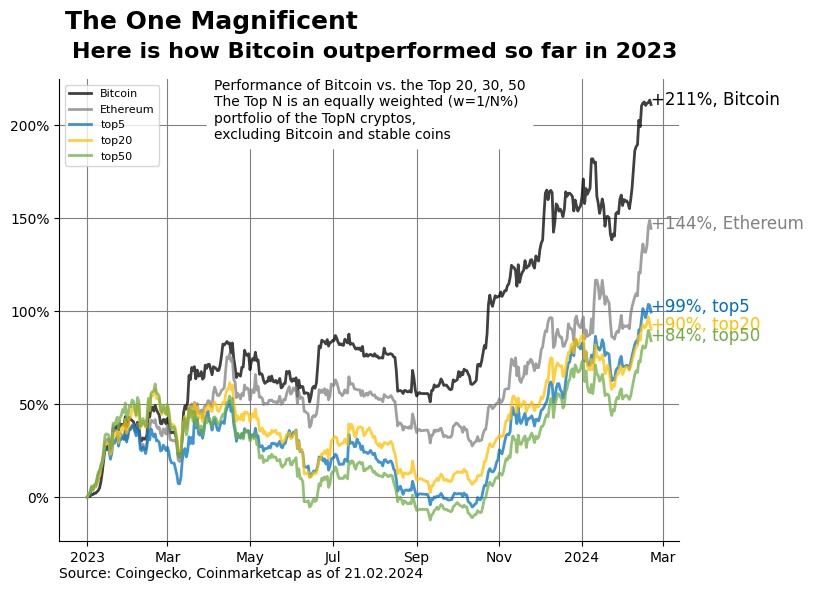 The One Magnificent
Here is how Bitcoin outperformed so far in 2023
Bitcoin
Ethereum
top5
top20
top50
Performance of Bitcoin vs. the Top 20, 30, 50
The Top N is an equally weighted (w=1/N%)
portfolio of the TopN cryptos,
excluding Bitcoin and stable coins
200%
150%
100%
50%
0%
+211%, Bitcoin
+144%, Ethereum
+99%, top5
+90%, top20
+84%, top50
2023 Mar May Jul Sep Nov 2024 Mar
Source: Coingecko, Coinmarketcap as of 21.02.2024